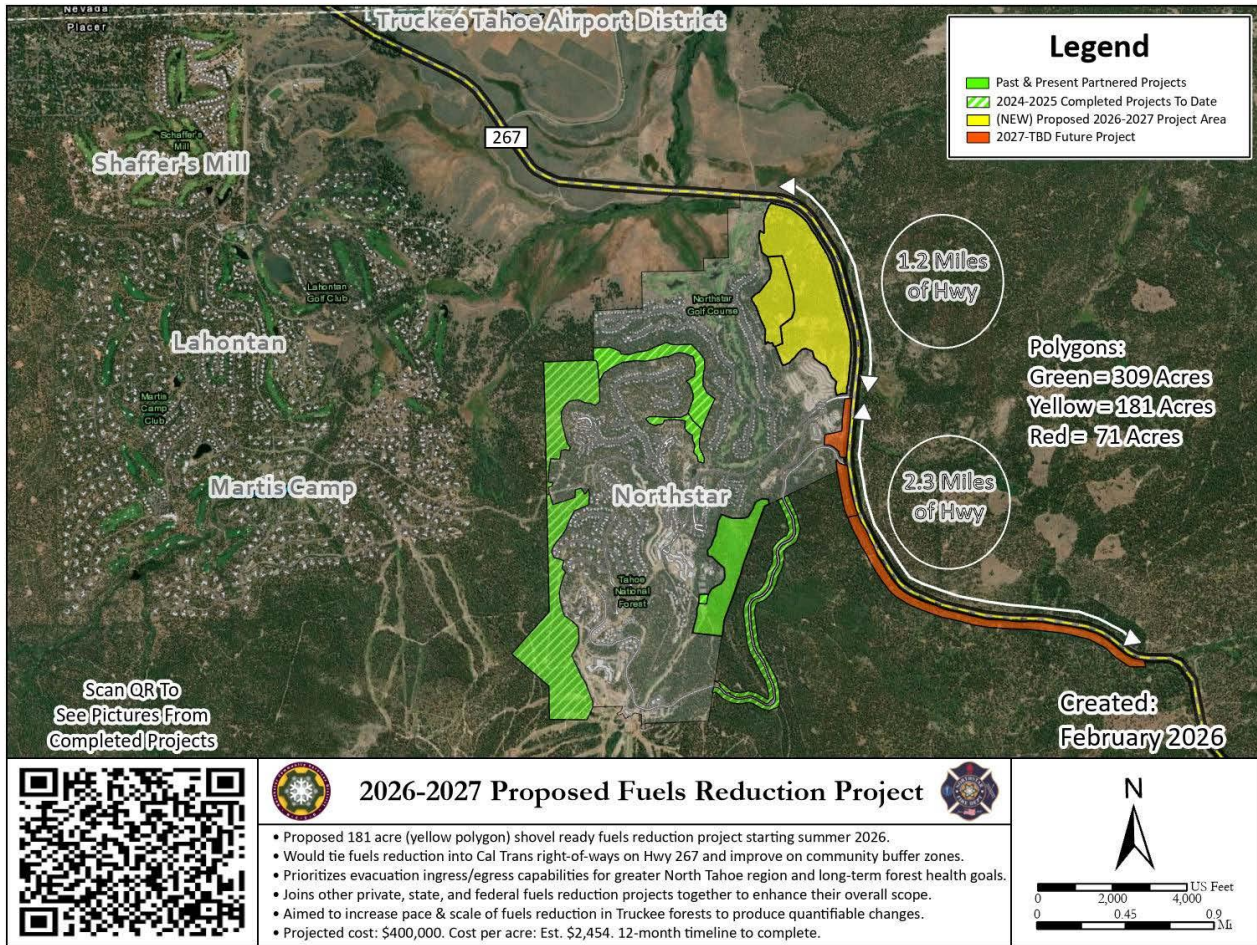 Nevada
Placer
Truckee Tahoe Airport District
Legend
Past & Present Partnered Projects
2024-2025 Completed Projects To Date
(NEW) Proposed 2026-2027 Project Area
2027-TBD Future Project
267
Schaffer's
Mill
Shaffer's Mill
1.2 Miles
of Hwy
Lahontan
Golf Club
Northstar
Golf Course
Lahontan
Polygons:
Green = 309 Acres
Yellow = 181 Acres
Red = 71 Acres
Martis
Camp
Club
Martis Camp
Northstar
2.3 Miles
of Hwy
Tahoe
National
Forest
Scan QR To
See Pictures From
Completed Projects
Created:
February 2026
2026-2027 Proposed Fuels Reduction Project
• Proposed 181 acre (yellow polygon) shovel ready fuels reduction project starting summer 2026.
• Would tie fuels reduction into Cal Trans right-of-ways on Hwy 267 and improve on community buffer zones.
• Prioritizes evacuation ingress/egress capabilities for greater North Tahoe region and long-term forest health goals.
• Joins other private, state, and federal fuels reduction projects together to enhance their overall scope.
• Aimed to increase pace & scale of fuels reduction in Truckee forests to produce quantifiable changes.
• Projected cost: $400,000. Cost per acre: Est. $2,454. 12-month timeline to complete.
N
US Feet
0 2,000 4,000
0 0.45 0.9
Mi